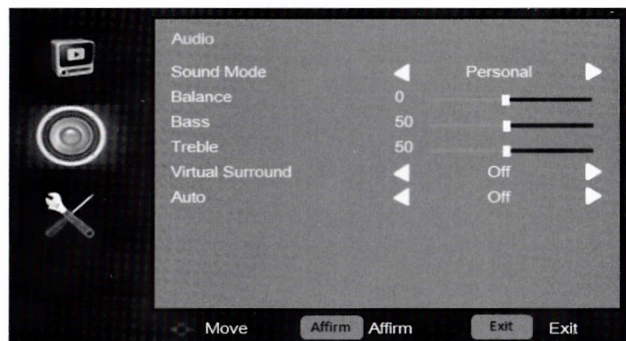 Audio
Sound Mode Personal
Balance 0
Bass 50
Treble 50
Virtual Surround Off
Auto Off
Move Affirm Affirm Exit Exit